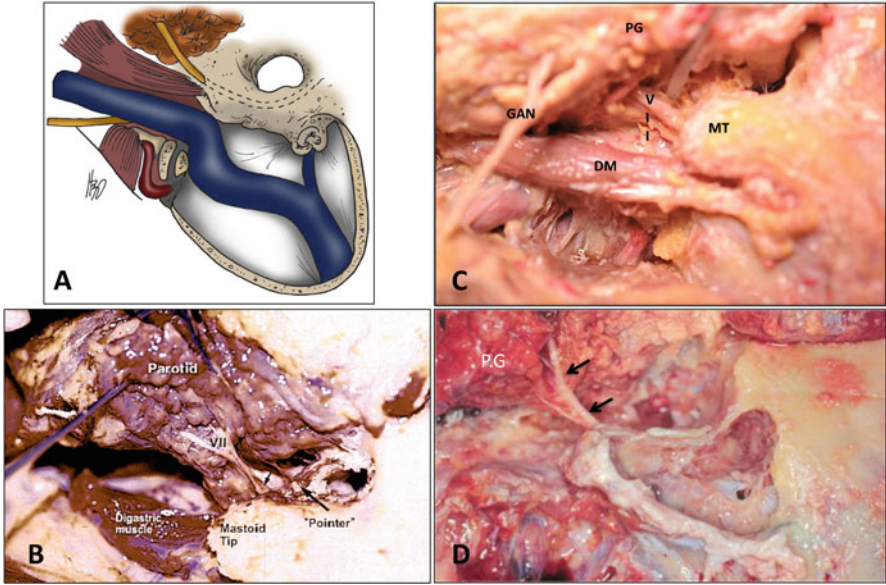 A
PG
GAN
V
I
I
MT
DM
C
Parotid
VII
Digastric
muscle
Mastoid
Tip
"Pointer"
B
P.G
D